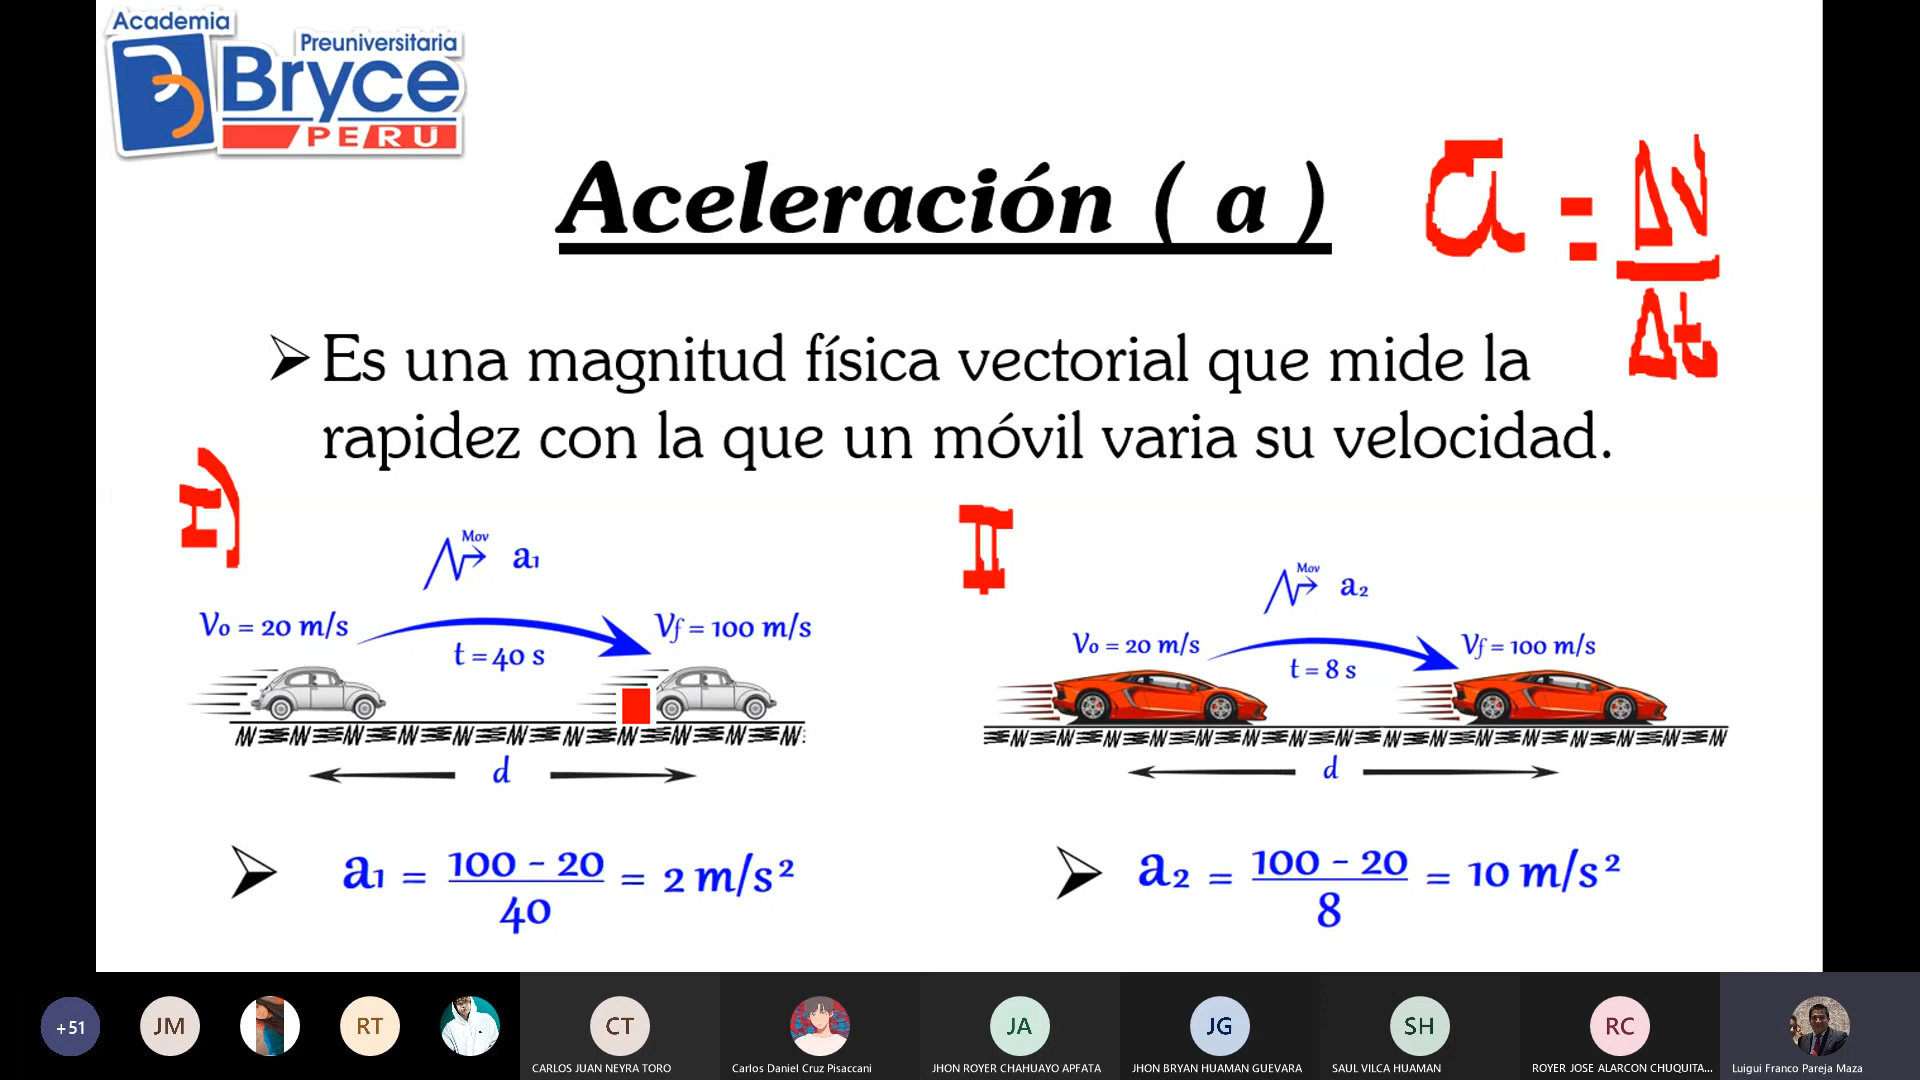 Academia
Preuniversitaria
Bryce
PERÚ
Aceleración ( a )
a = ΔV
Δt
Es una magnitud física vectorial que mide la
rapidez con la que un móvil varia su velocidad.
I)
II
Mov
a₁
V₀ = 20 m/s
Vf = 100 m/s
t = 40 s
d
a₁ = 100 - 20 = 2 m/s²
40
Mov
a₂
V₀ = 20 m/s
Vf = 100 m/s
t = 8 s
d
a₂ = 100 - 20 = 10 m/s²
8
+51
JM
RT
CT
JA
JG
SH
RC
CARLOS JUAN NEYRA TORO
Carlos Daniel Cruz Pisaccani
JHON ROYER CHAHUAYO APFATA
JHON BRYAN HUAMAN GUEVARA
SAUL VILCA HUAMAN
ROYER JOSE ALARCON CHUQUITA...
Luigui Franco Pareja Maza